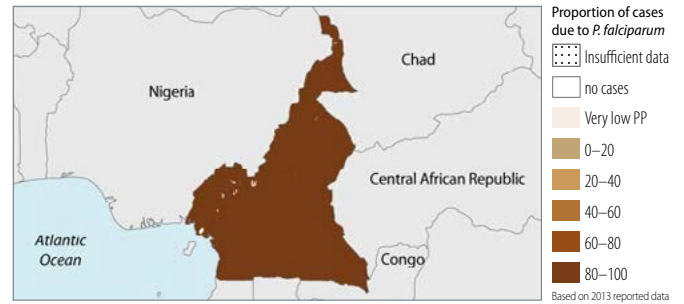 Proportion of cases
due to P. falciparum
Insufficient data
no cases
Very low PP
0–20
20–40
40–60
60–80
80–100
Based on 2013 reported data
Chad
Nigeria
Central African Republic
Atlantic
Ocean
Congo